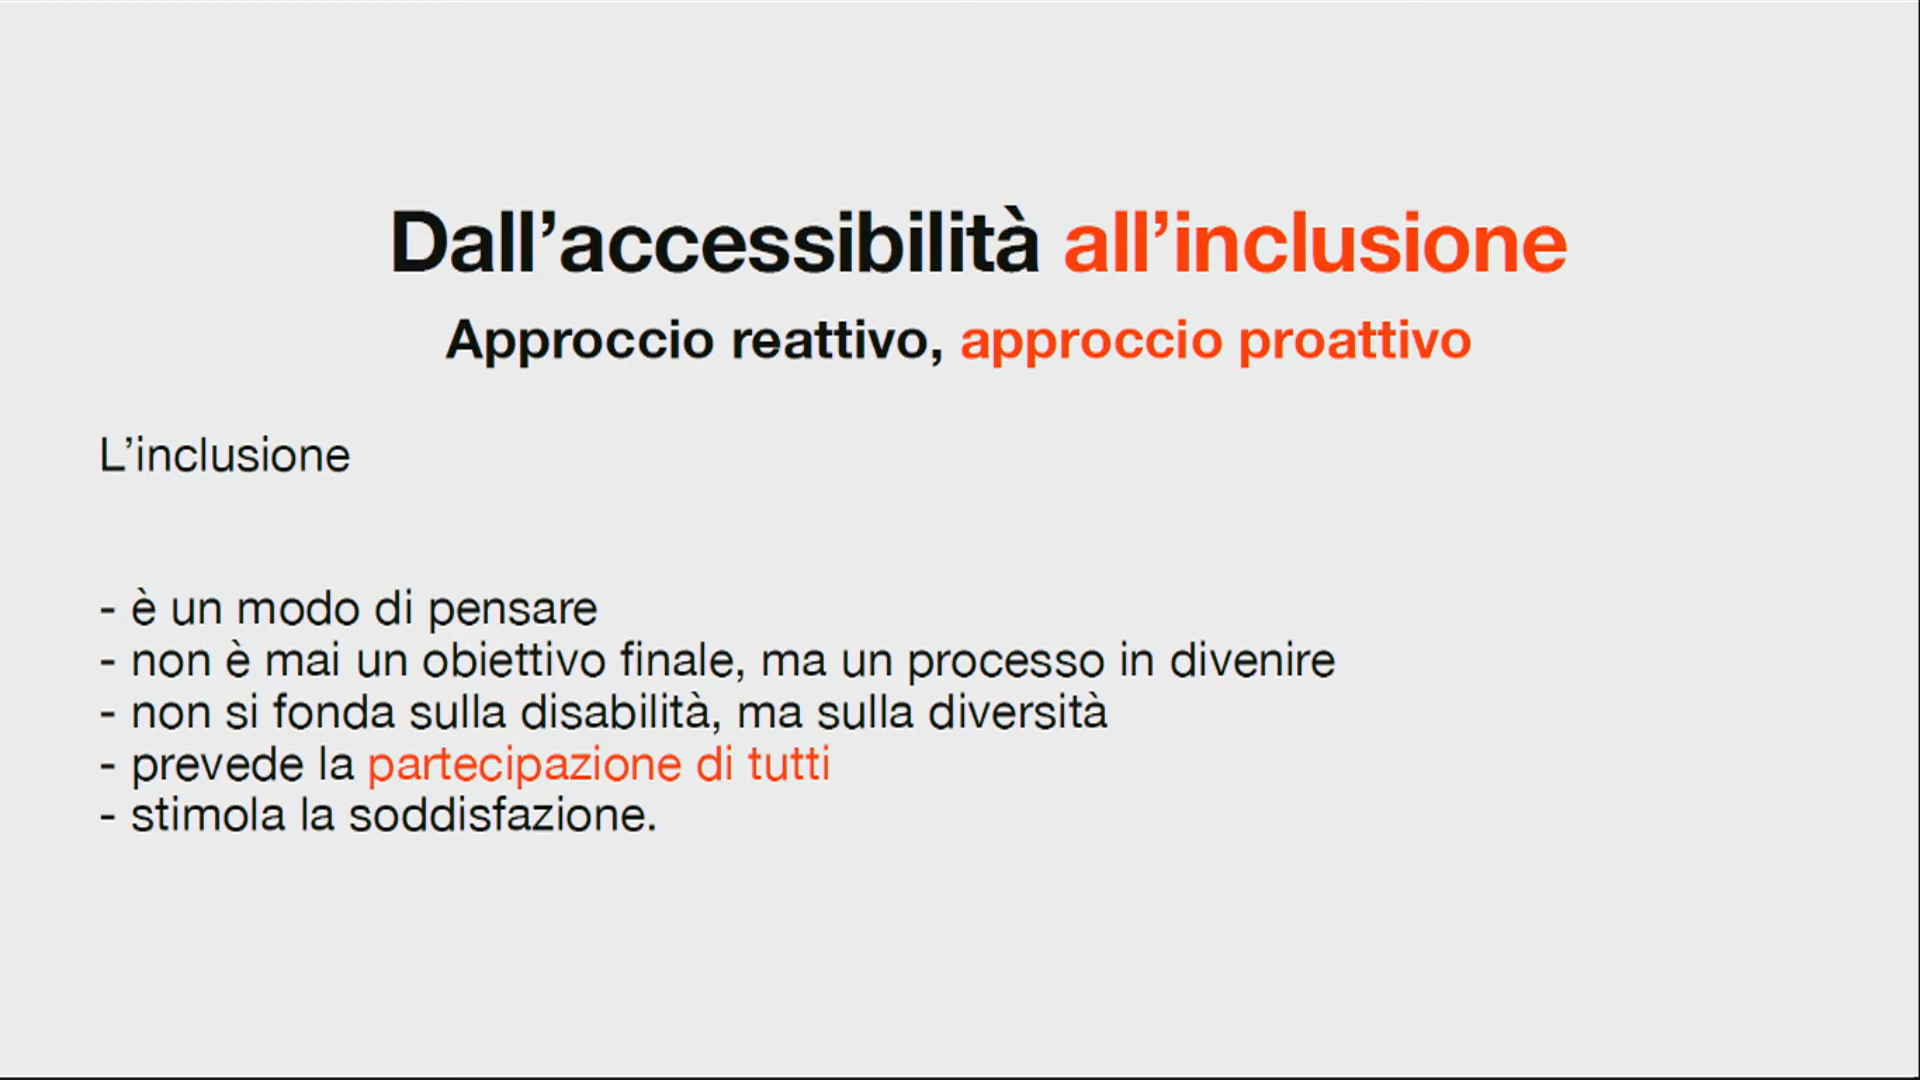 Dall’accessibilità all’inclusione
Approccio reattivo, approccio proattivo
L’inclusione
- è un modo di pensare
- non è mai un obiettivo finale, ma un processo in divenire
- non si fonda sulla disabilità, ma sulla diversità
- prevede la partecipazione di tutti
- stimola la soddisfazione.